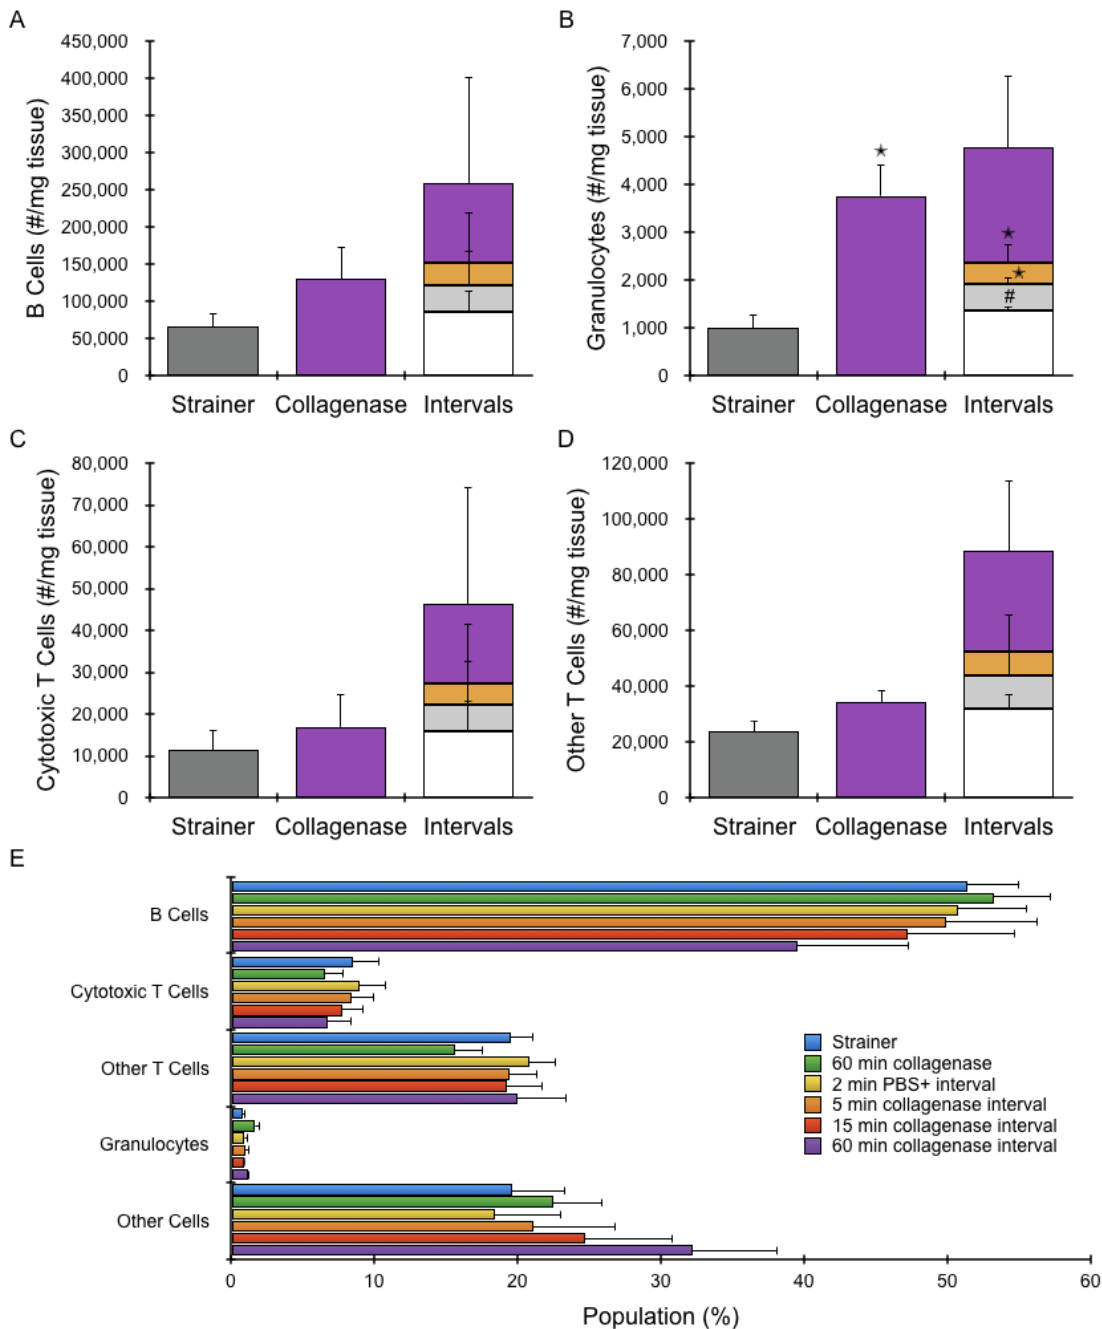 A
B Cells (#/mg tissue)
450,000
400,000
350,000
300,000
250,000
200,000
150,000
100,000
50,000
0
Strainer Collagenase Intervals
B
Granulocytes (#/mg tissue)
7,000
6,000
5,000
4,000
3,000
2,000
1,000
0
★
★
★
#
Strainer Collagenase Intervals
C
Cytotoxic T Cells (#/mg tissue)
80,000
70,000
60,000
50,000
40,000
30,000
20,000
10,000
0
Strainer Collagenase Intervals
D
Other T Cells (#/mg tissue)
120,000
100,000
80,000
60,000
40,000
20,000
0
Strainer Collagenase Intervals
E
B Cells
Cytotoxic T Cells
Other T Cells
Granulocytes
Other Cells
Strainer
60 min collagenase
2 min PBS+ interval
5 min collagenase interval
15 min collagenase interval
60 min collagenase interval
0 10 20 30 40 50 60
Population (%)